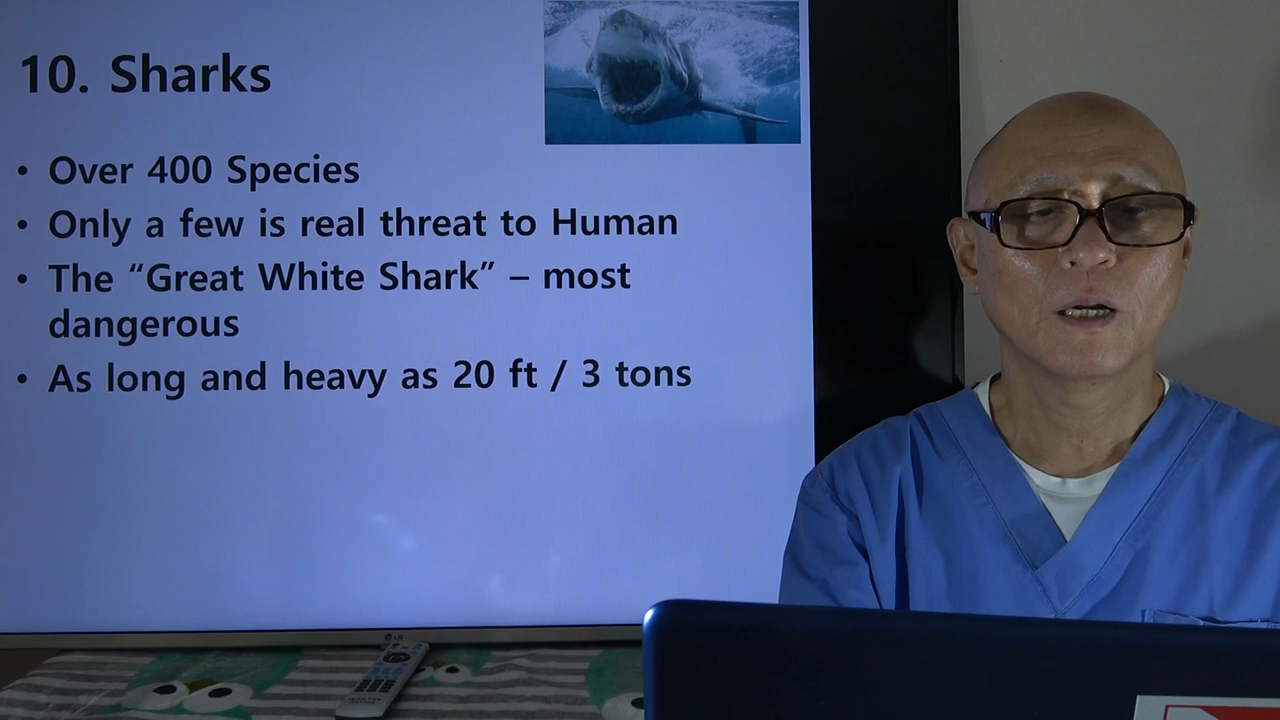 10. Sharks
• Over 400 Species
• Only a few is real threat to Human
• The “Great White Shark” – most
dangerous
• As long and heavy as 20 ft / 3 tons
LG